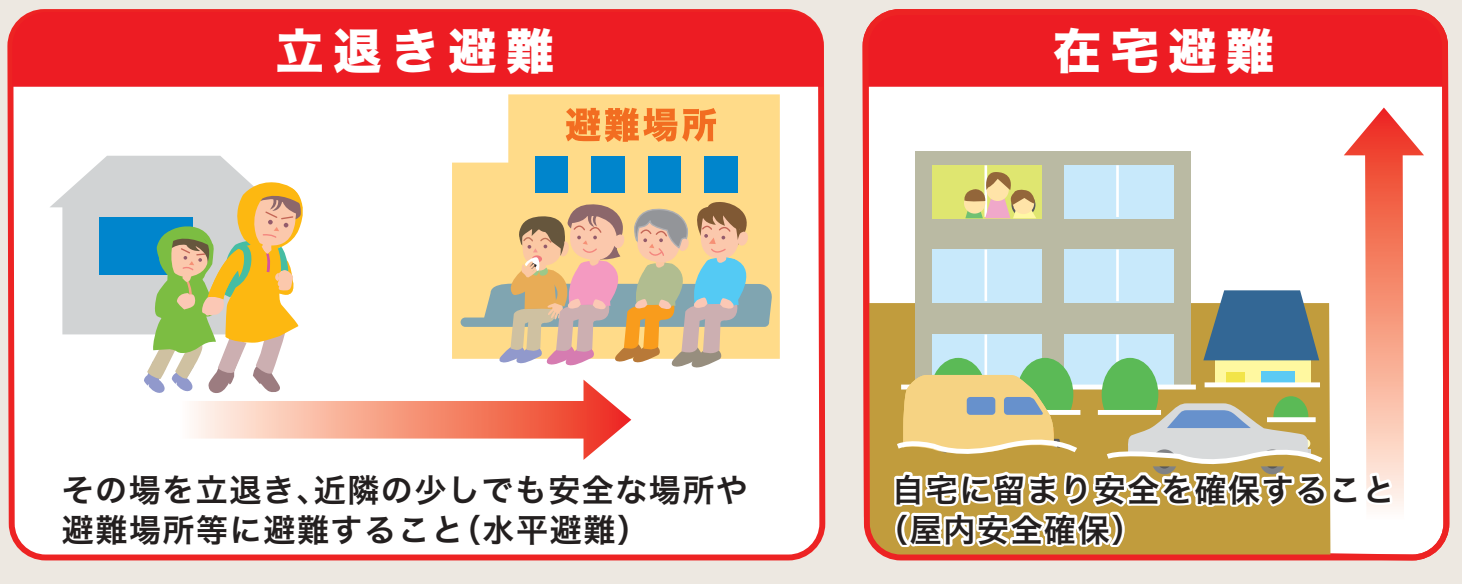 立退き避難
避難場所
その場を立退き、近隣の少しでも安全な場所や
避難場所等に避難すること(水平避難)
在宅避難
自宅に留まり安全を確保すること
(屋内安全確保)